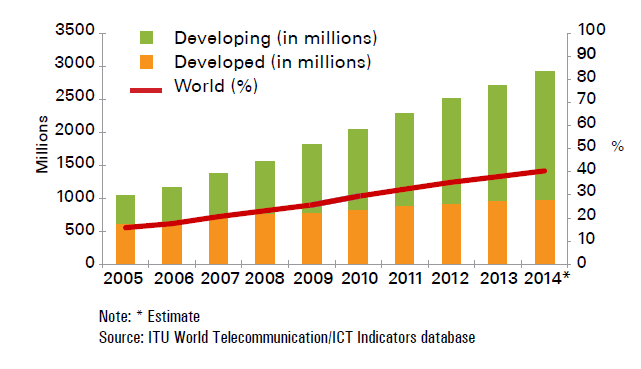 3500
3000
2500
2000
1500
1000
500
0
Millions
Developing (in millions)
Developed (in millions)
World (%)
100
90
80
70
60
50
40
30
20
10
0
%
2005 2006 2007 2008 2009 2010 2011 2012 2013 2014*
Note: * Estimate
Source: ITU World Telecommunication/ICT Indicators database